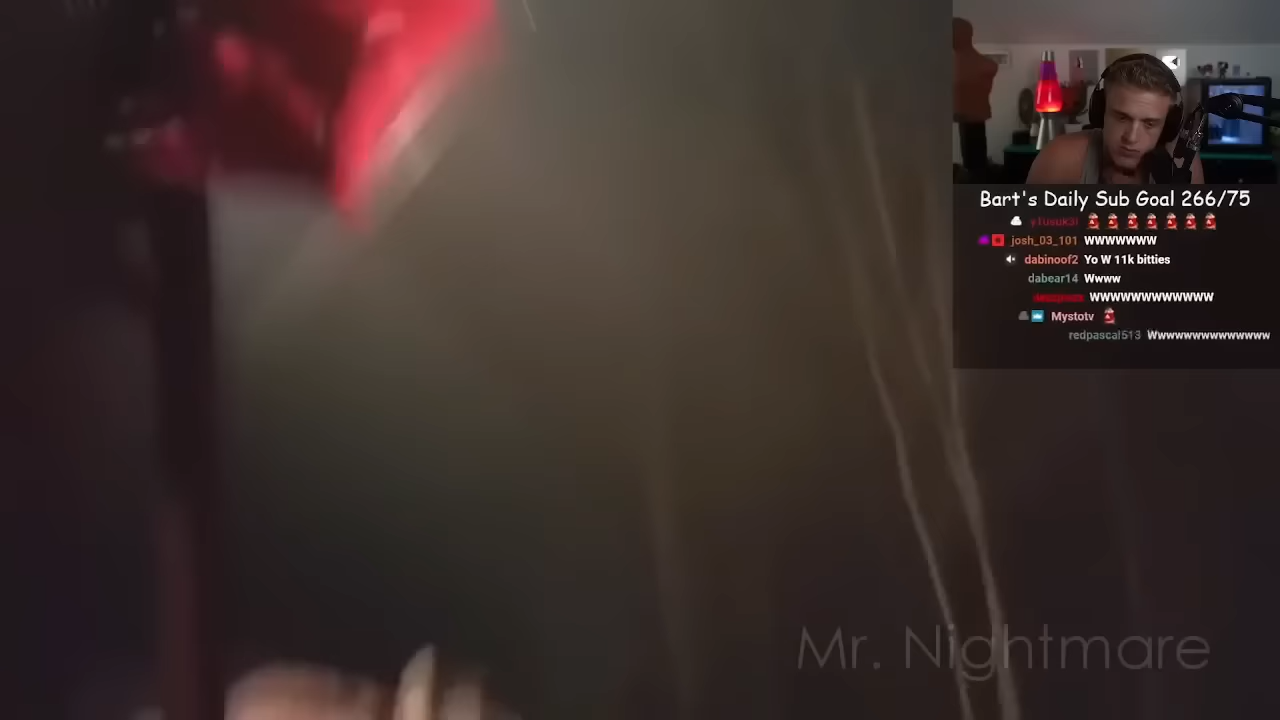 Bart's Daily Sub Goal 266/75
josh_03_101 WWWWWWW
dabinoof2 Yo W 11k bitties
dabear14 Wwww
WWWWWWWWWWWWW
Mystotv
redpascal513 Wwwwwwwwwwwwwww
Mr. Nightmare